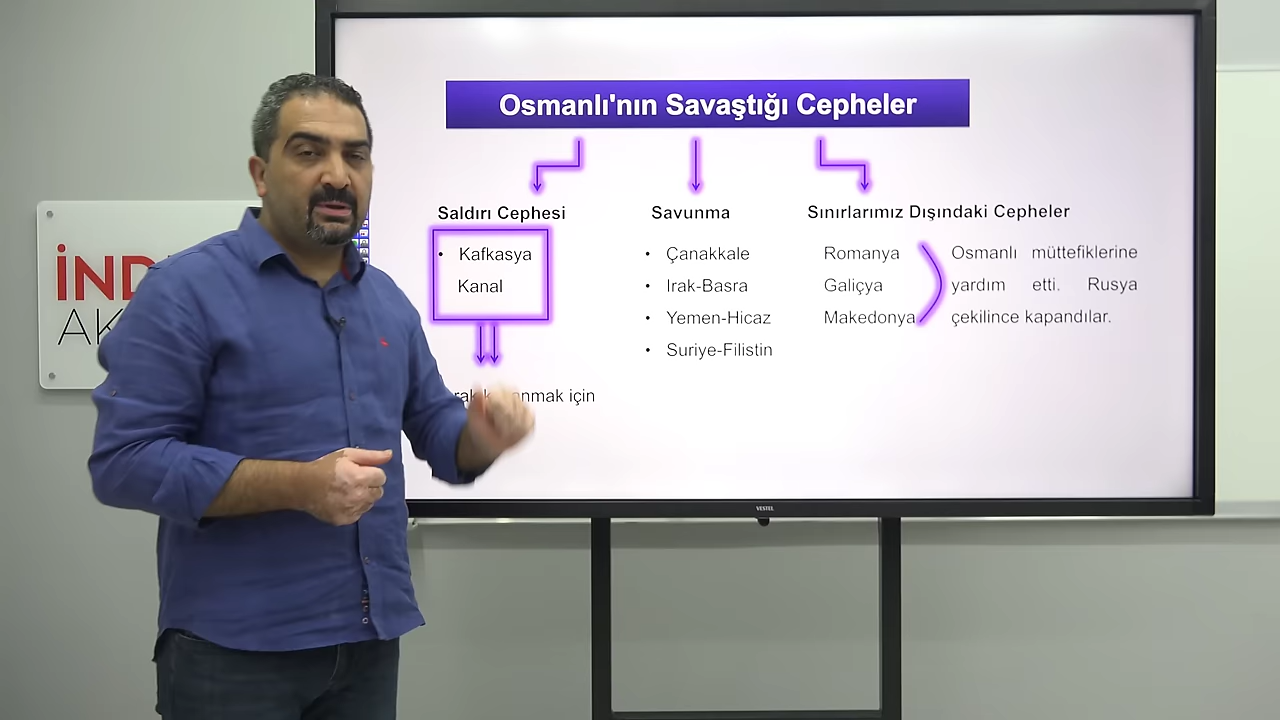 Osmanlı'nın Savaştığı Cepheler
Saldırı Cephesi
• Kafkasya
Kanal
için
Savunma
• Çanakkale
• Irak-Basra
• Yemen-Hicaz
• Suriye-Filistin
Sınırlarımız Dışındaki Cepheler
Romanya
Galiçya
Makedonya
Osmanlı müttefiklerine
yardım etti. Rusya
çekilince kapandılar.
VESTEL